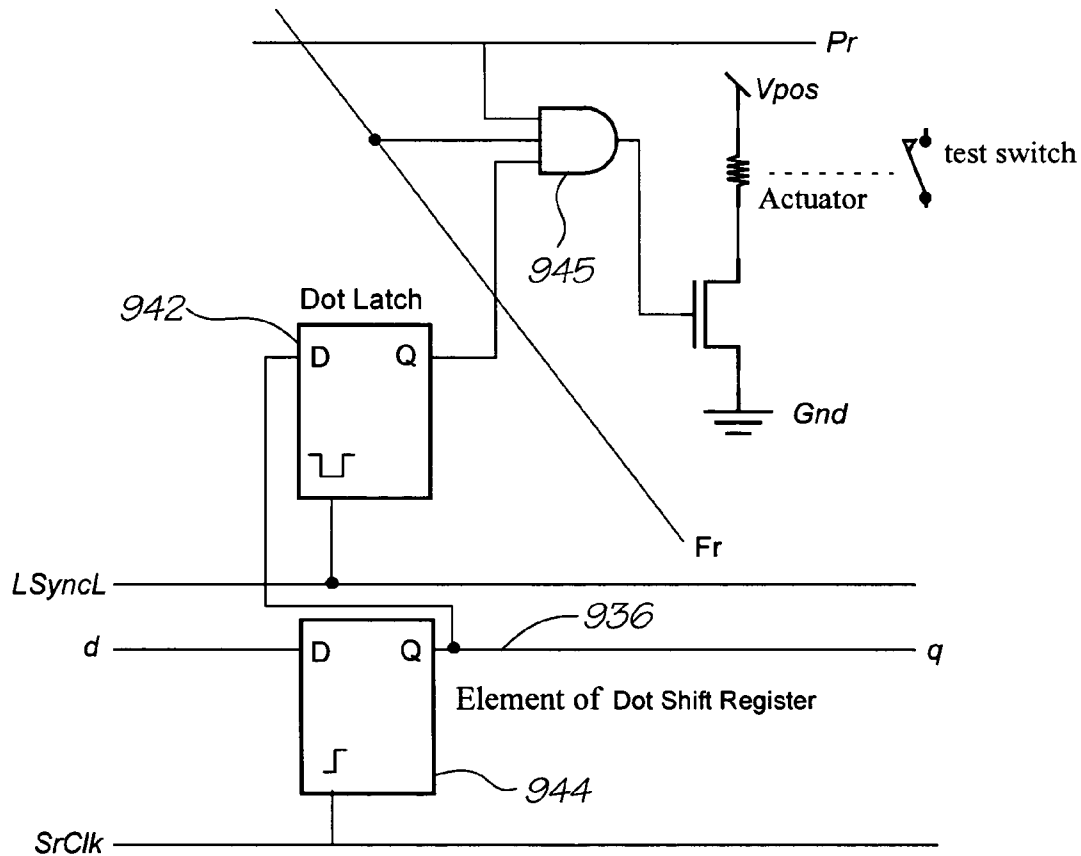 Pr
Vpos
test switch
Actuator
945
Dot Latch
942
D Q
Gnd
Fr
LSyncL
936
d
D Q
q
Element of Dot Shift Register
944
SrClk